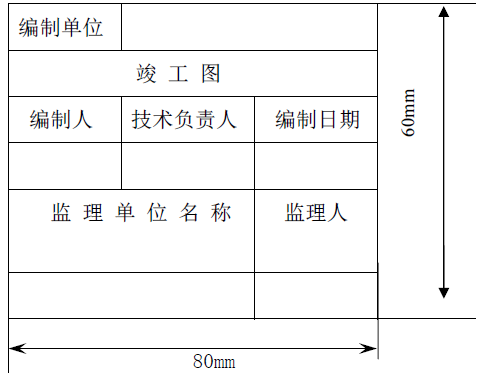 编制单位
竣 工 图
编制人 技术负责人 编制日期
监 理 单 位 名 称 监理人
60mm
80mm